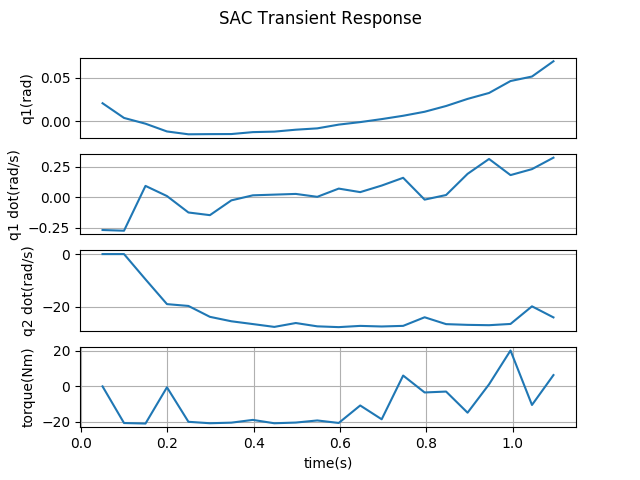 SAC Transient Response
q1(rad)
0.05
0.00
q1 dot(rad/s)
0.25
0.00
−0.25
q2 dot(rad/s)
0
−20
torque(Nm)
20
0
−20
0.0 0.2 0.4 0.6 0.8 1.0
time(s)